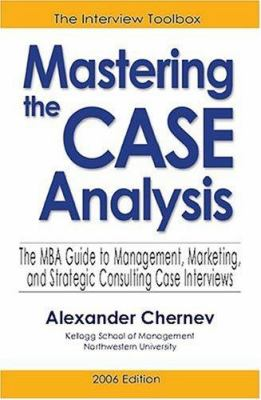 The Interview Toolbox
Mastering
the CASE
Analysis
The MBA Guide to Management, Marketing,
and Strategic Consulting Case Interviews
Alexander Chernev
Kellogg School of Management
Northwestern University
2006 Edition